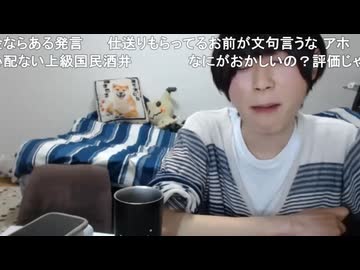 金ならある発言 仕送りもらってるお前が文句言うな アホ
配ない上級国民酒井 なにがおかしいの？評価じゃ